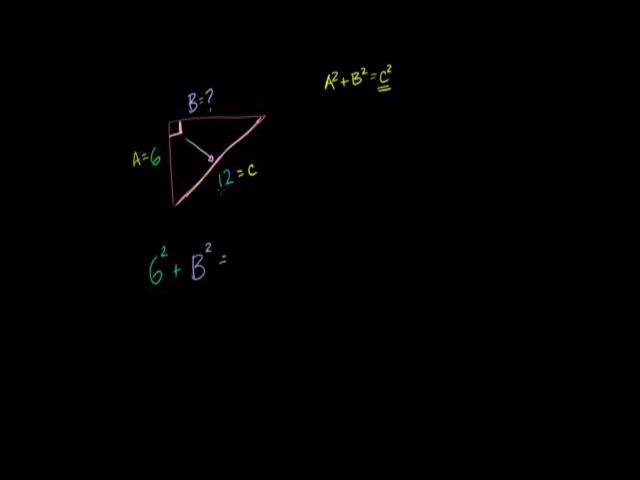 A² + B² = C²
B = ?
A = 6
12 = C
6² + B² =